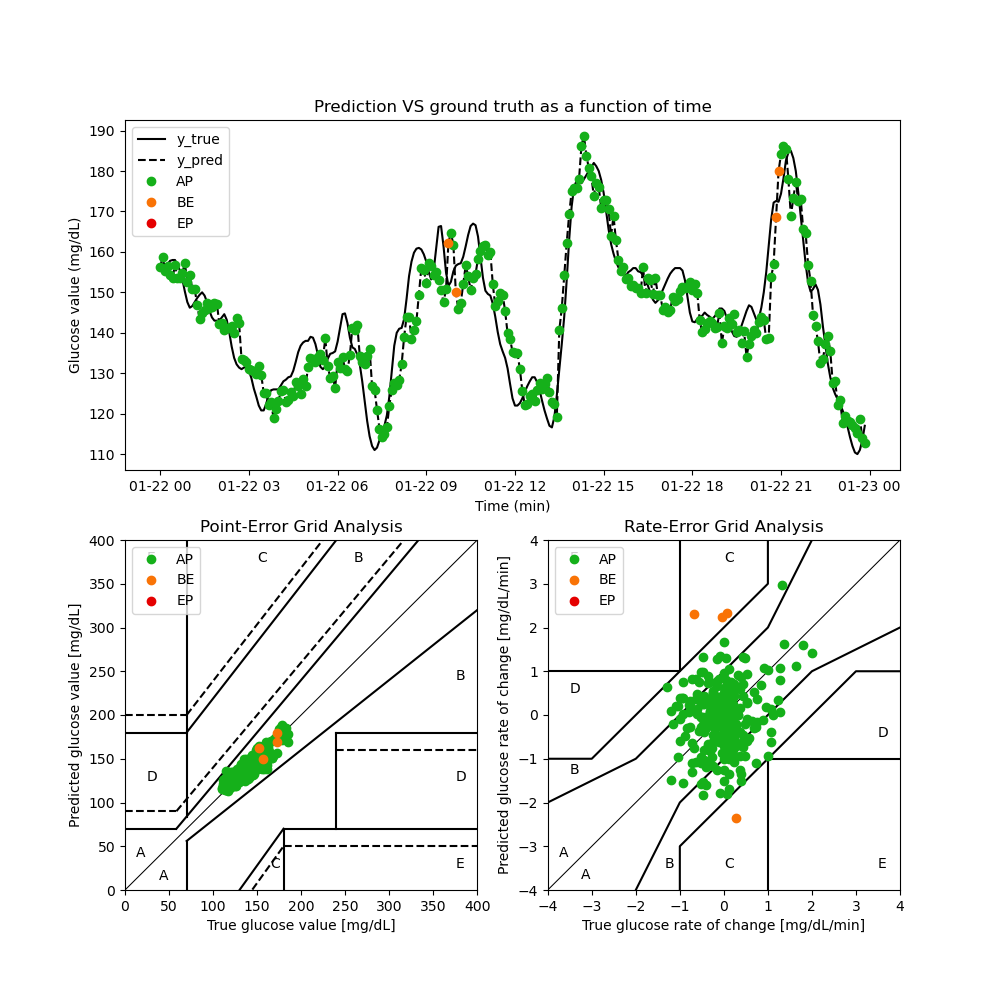 Prediction VS ground truth as a function of time
Glucose value (mg/dL)
190
180
170
160
150
140
130
120
110
y_true
y_pred
AP
BE
EP
01-22 00 01-22 03 01-22 06 01-22 09 01-22 12 01-22 15 01-22 18 01-22 21 01-23 00
Time (min)
Point-Error Grid Analysis
Predicted glucose value [mg/dL]
400
350
300
250
200
150
100
50
0
AP
BE
EP
C B
B
D D
A
A C E
0 50 100 150 200 250 300 350 400
True glucose value [mg/dL]
Rate-Error Grid Analysis
Predicted glucose rate of change [mg/dL/min]
4
3
2
1
0
−1
−2
−3
−4
AP
BE
EP
C
D
D
B
A
A B C E
−4 −3 −2 −1 0 1 2 3 4
True glucose rate of change [mg/dL/min]